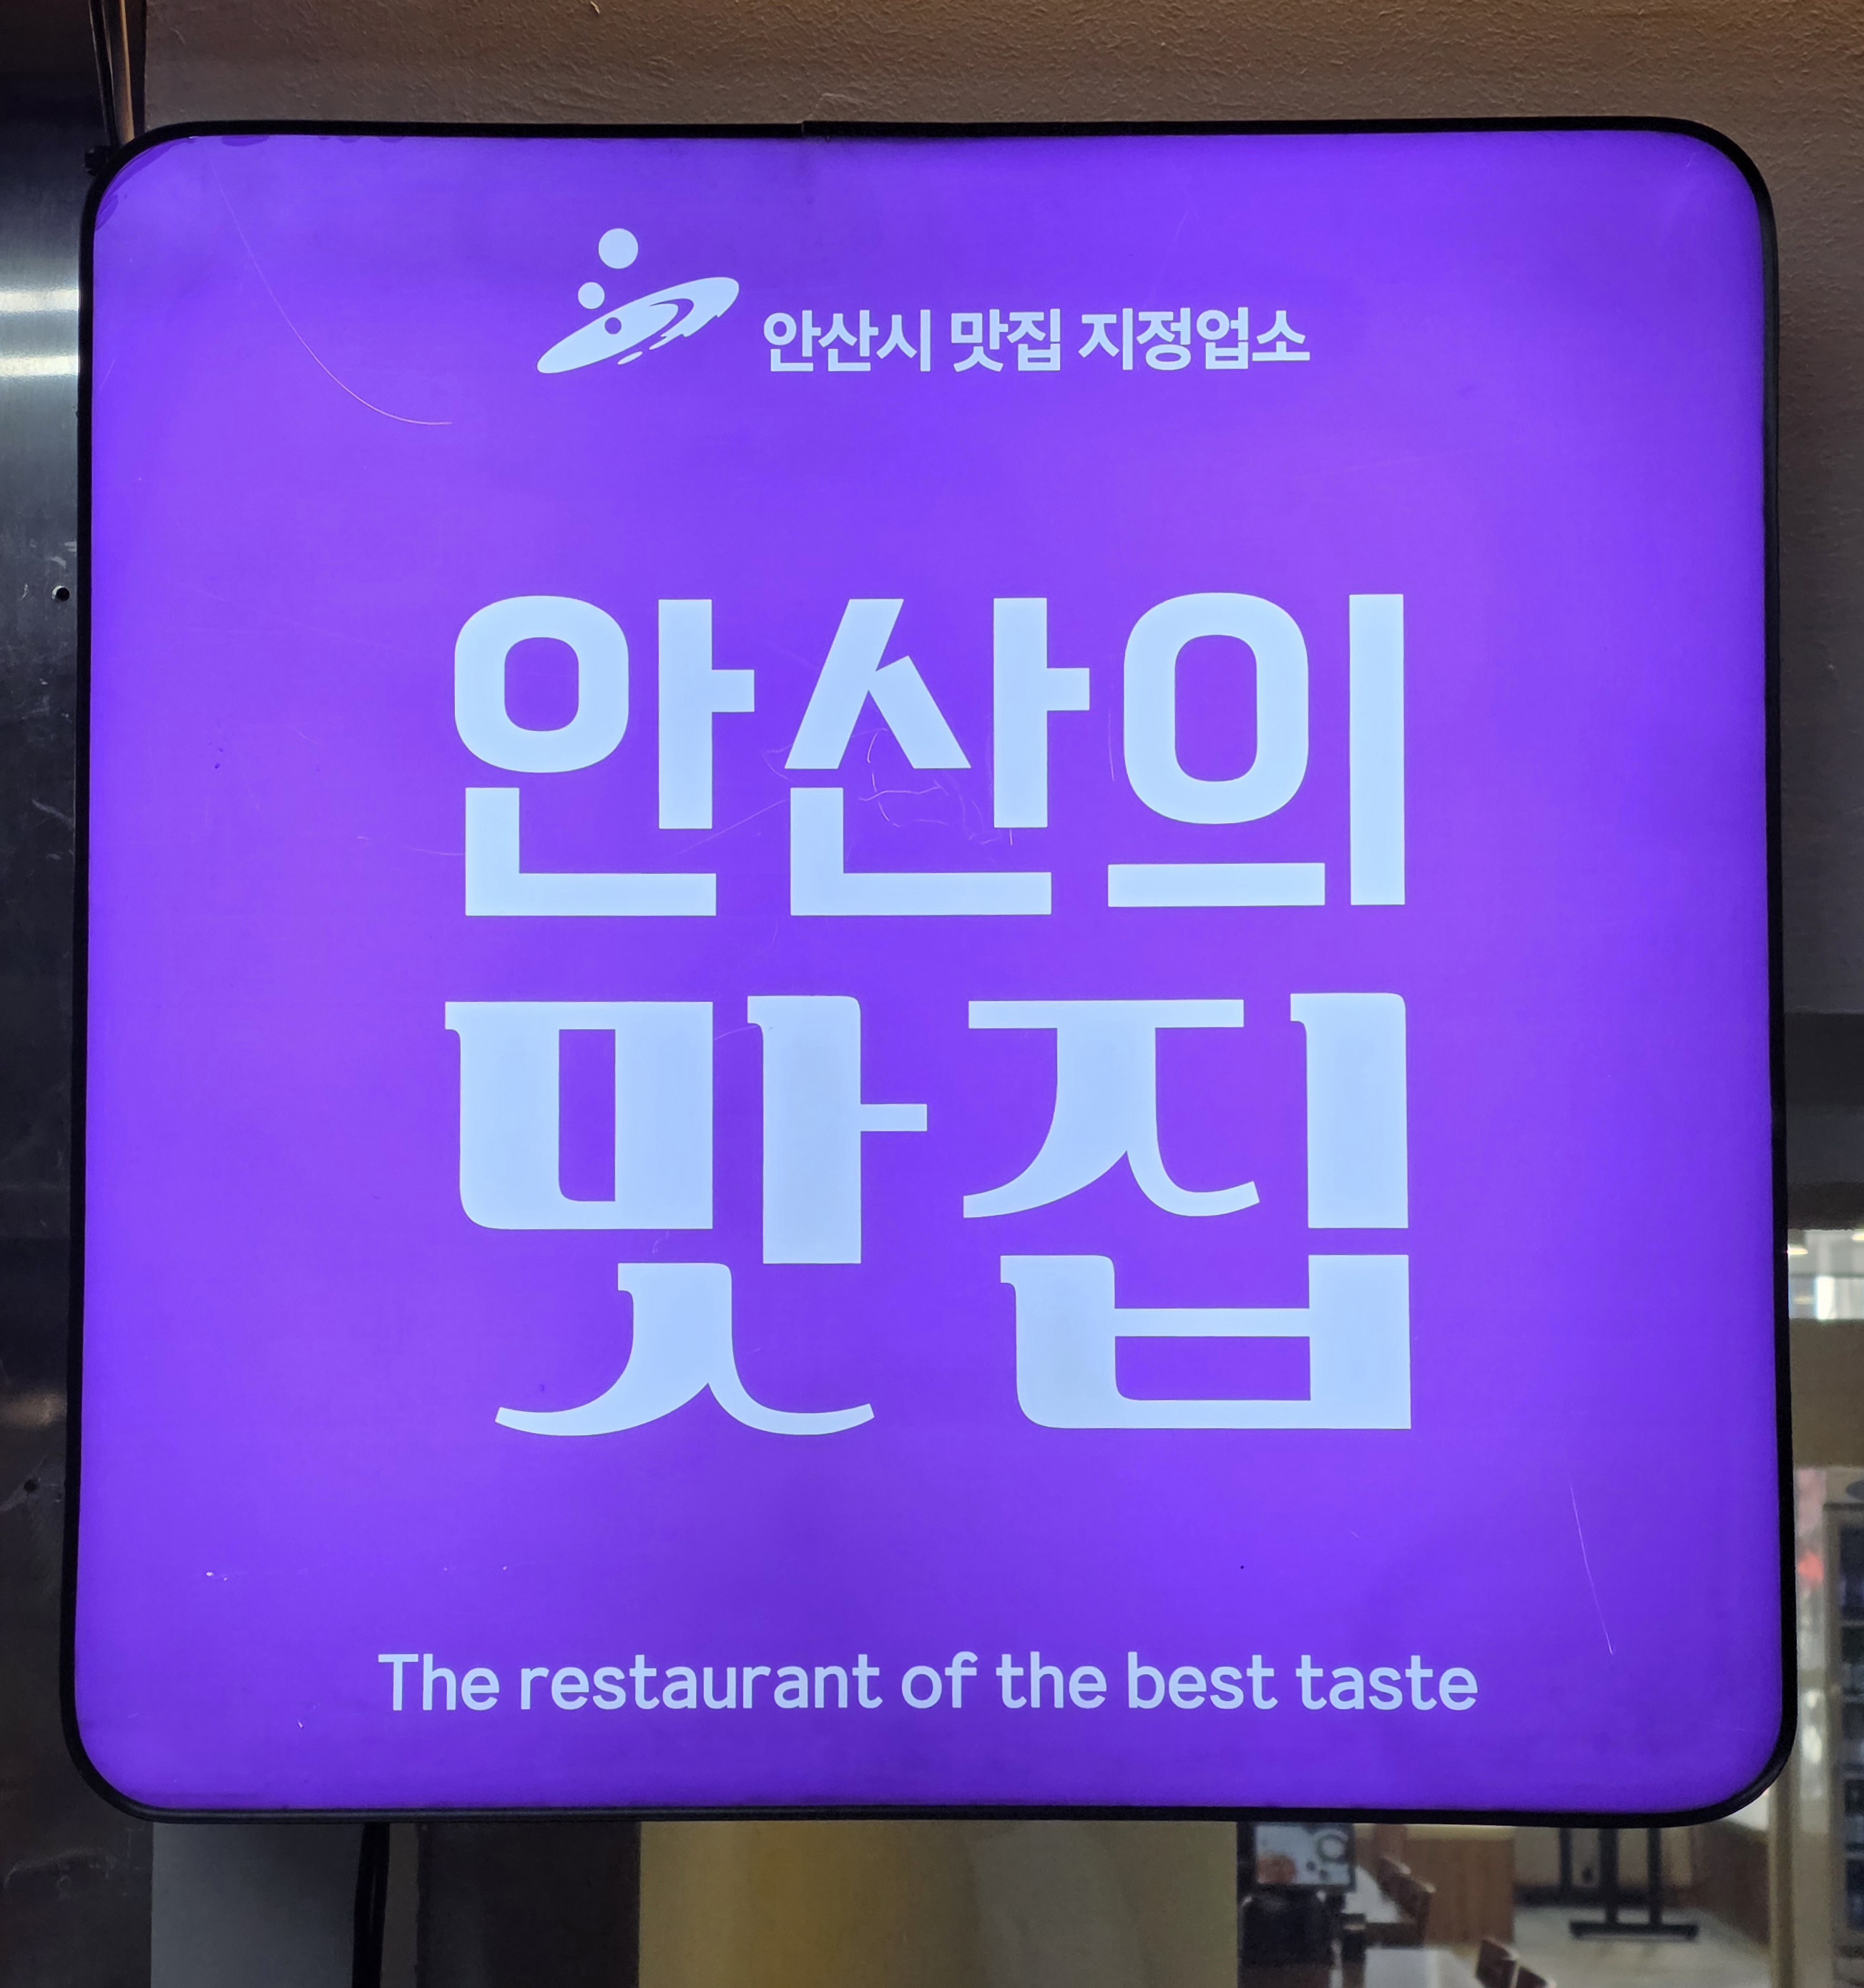 안산시 맛집 지정업소
안산의
맛집
The restaurant of the best taste